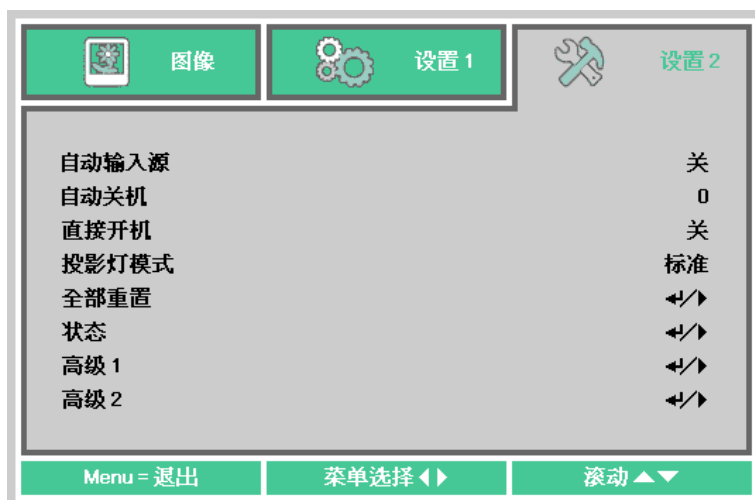 图像 设置 1 设置 2
自动输入源 关
自动关机 0
直接开机 关
投影灯模式 标准
全部重置 ↵/▶
状态 ↵/▶
高级 1 ↵/▶
高级 2 ↵/▶
Menu = 退出 菜单选择 ◀ ▶ 滚动 ▲▼